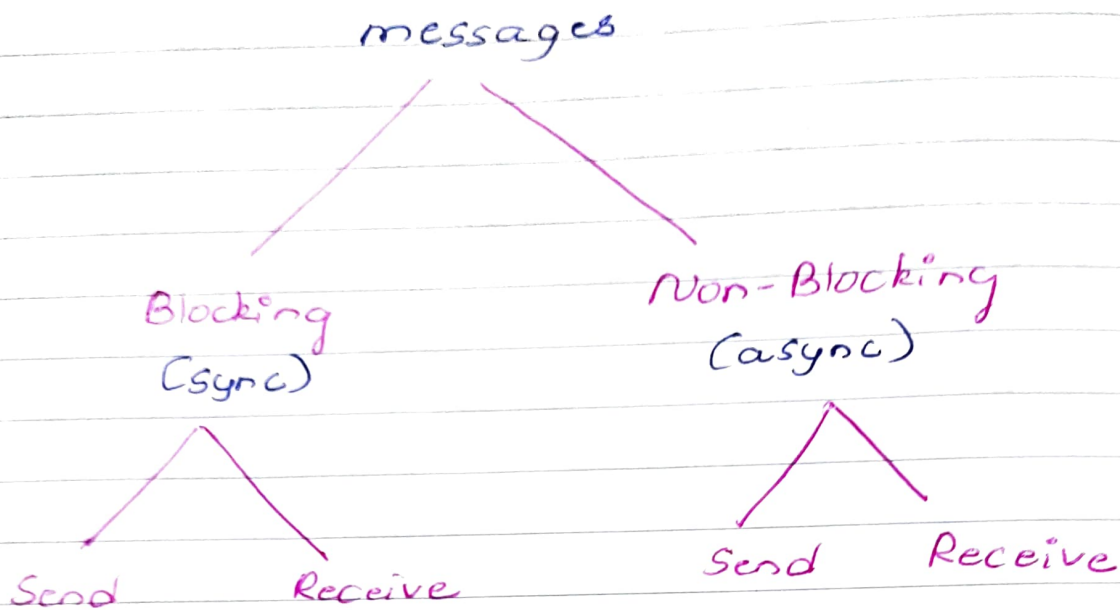 messages
Blocking
(sync)
Non-Blocking
(async)
Send
Receive
Send
Receive